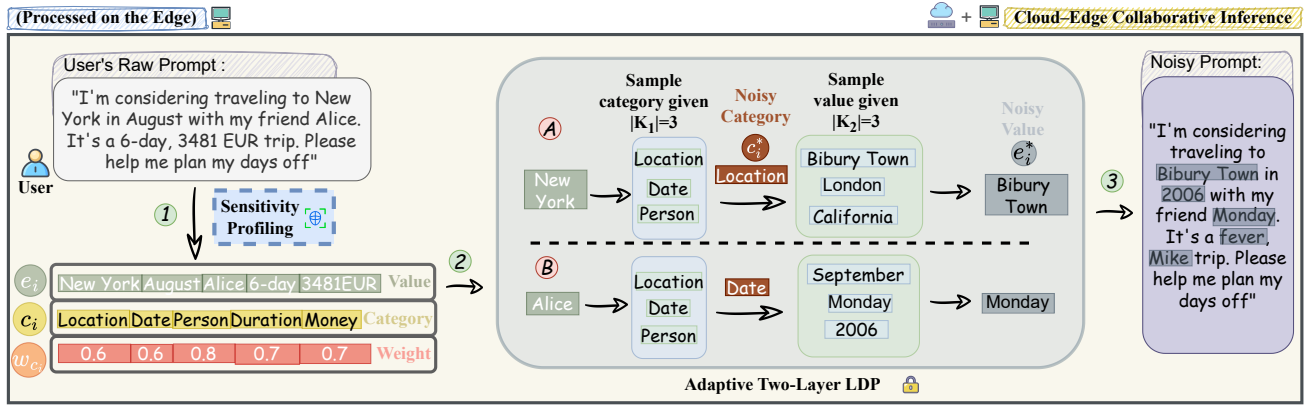 (Processed on the Edge)
+
Cloud–Edge Collaborative Inference
User's Raw Prompt :
"I'm considering traveling to New
York in August with my friend Alice.
It's a 6-day, 3481 EUR trip. Please
help me plan my days off"
User
1
Sensitivity
Profiling
e_i
New York August Alice 6-day 3481EUR Value
c_i
Location Date Person Duration Money Category
w_{c_i}
0.6 0.6 0.8 0.7 0.7 Weight
2
Sample
category given
|K₁|=3
Noisy
Category
c_i^*
Sample
value given
|K₂|=3
Noisy
Value
e_i^*
A
New
York
Location
Date
Person
Location
Bibury Town
London
California
Bibury
Town
B
Alice
Location
Date
Person
Date
September
Monday
2006
Monday
Adaptive Two-Layer LDP
3
Noisy Prompt:
"I'm considering
traveling to
Bibury Town in
2006 with my
friend Monday.
It's a fever,
Mike trip. Please
help me plan my
days off"